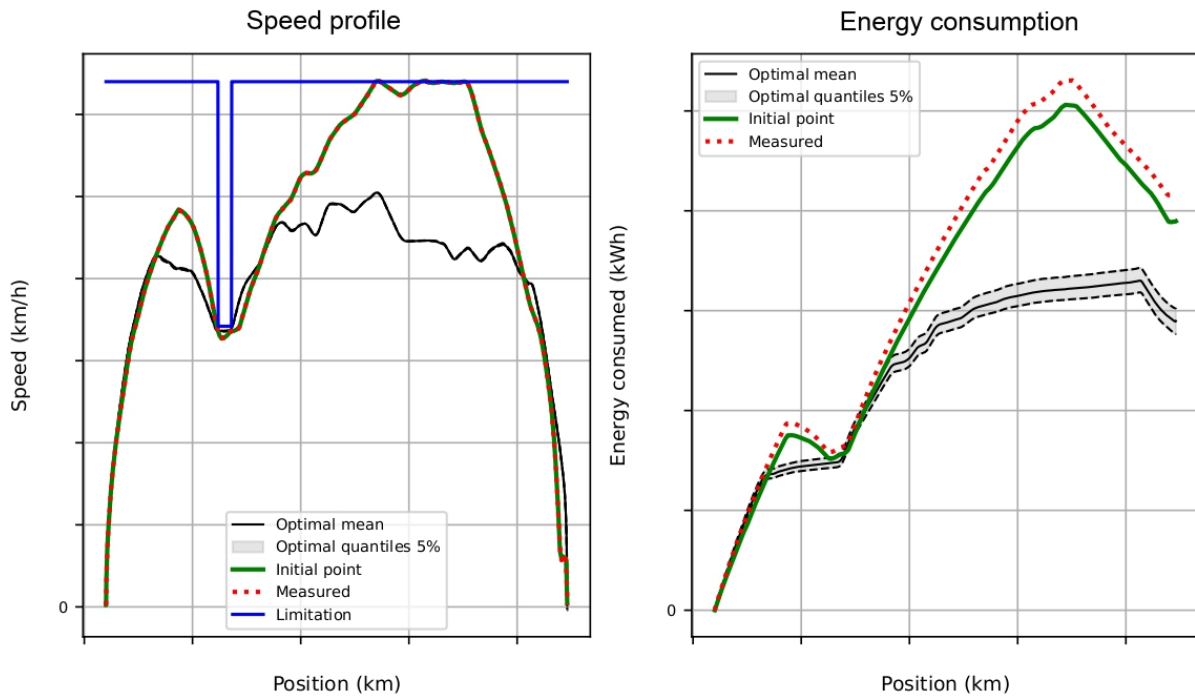 Speed profile
Speed (km/h)
0
Optimal mean
Optimal quantiles 5%
Initial point
Measured
Limitation
Position (km)
Energy consumption
Energy consumed (kWh)
Optimal mean
Optimal quantiles 5%
Initial point
Measured
0
Position (km)